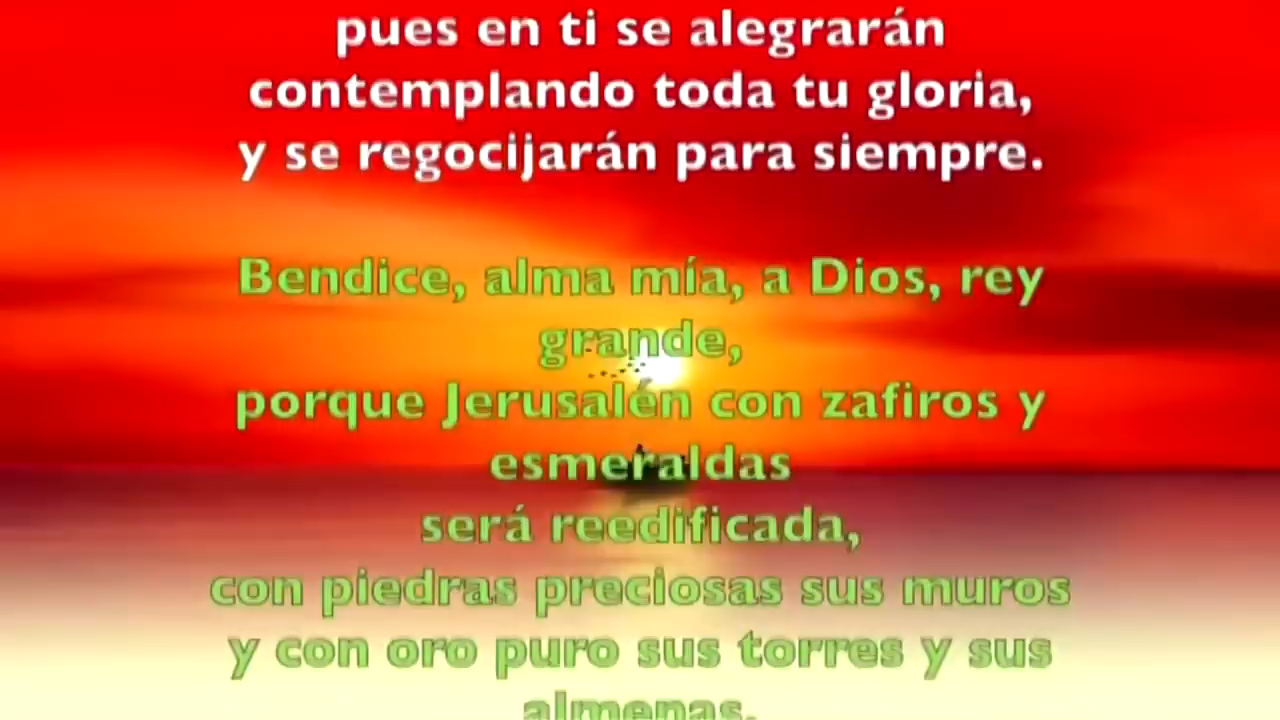 pues en ti se alegrarán
contemplando toda tu gloria,
y se regocijarán para siempre.
Bendice, alma mía, a Dios, rey
grande,
porque Jerusalén con zafiros y
esmeraldas
será reedificada,
con piedras preciosas sus muros
y con oro puro sus torres y sus
almenas.